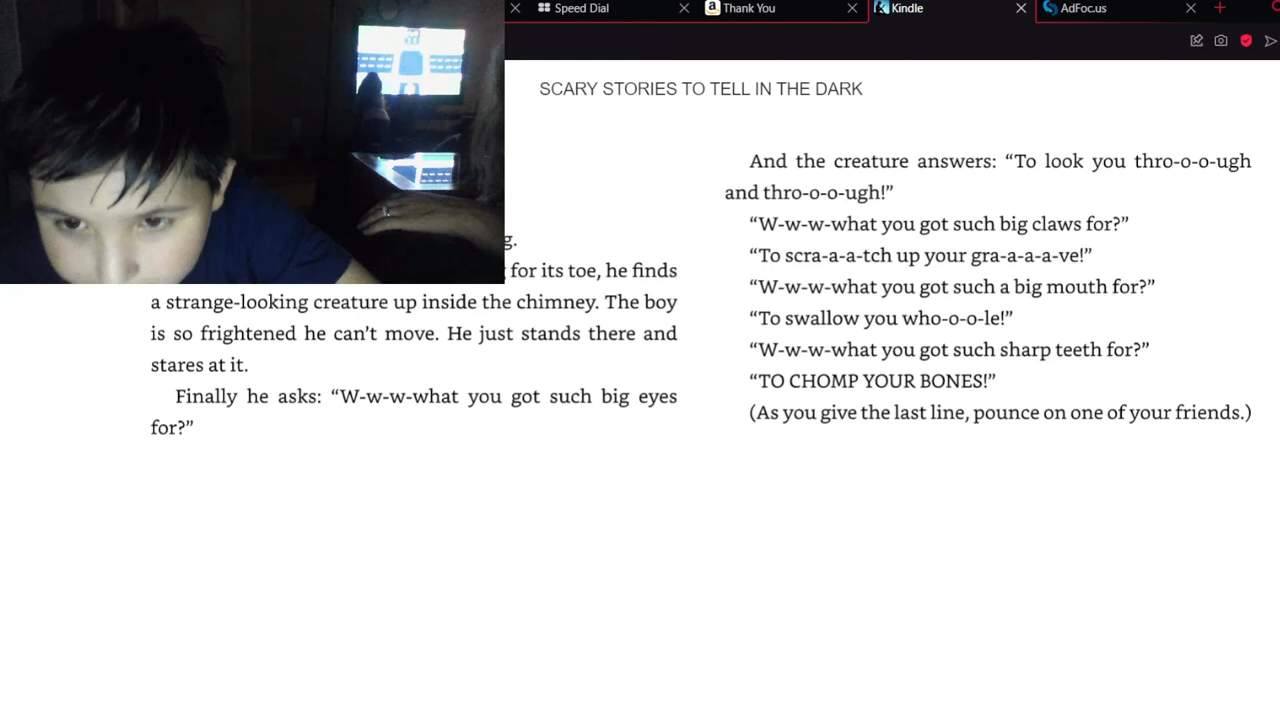 Speed Dial
Thank You
Kindle
AdFoc.us
SCARY STORIES TO TELL IN THE DARK
g.
for its toe, he finds
a strange-looking creature up inside the chimney. The boy
is so frightened he can’t move. He just stands there and
stares at it.
Finally he asks: “W-w-w-what you got such big eyes
for?”
And the creature answers: “To look you thro-o-o-ugh
and thro-o-o-ugh!”
“W-w-w-what you got such big claws for?”
“To scra-a-a-tch up your gra-a-a-a-ve!”
“W-w-w-what you got such a big mouth for?”
“To swallow you who-o-o-le!”
“W-w-w-what you got such sharp teeth for?”
“TO CHOMP YOUR BONES!”
(As you give the last line, pounce on one of your friends.)